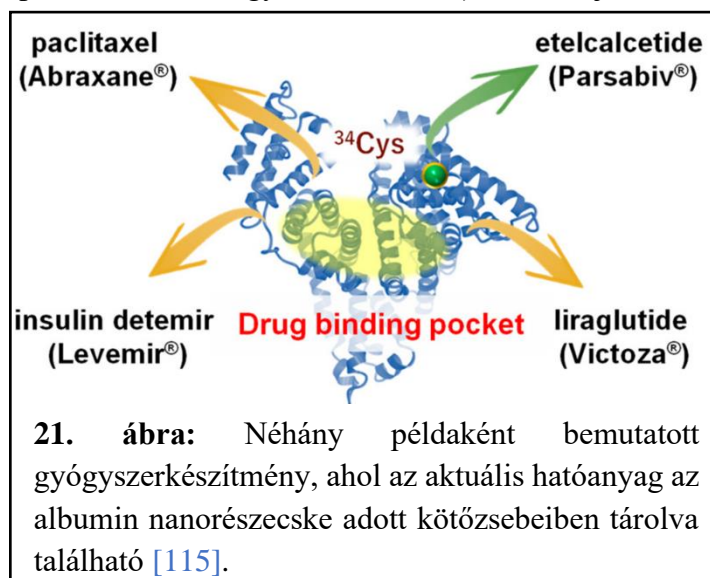 paclitaxel
(Abraxane®)
etelcalcetide
(Parsabiv®)
³⁴Cys
insulin detemir
(Levemir®)
Drug binding pocket
liraglutide
(Victoza®)
21. ábra: Néhány példaként bemutatott
gyógyszerkészítmény, ahol az aktuális hatóanyag az
albumin nanorészecske adott kötőzsebeiben tárolva
található [115].